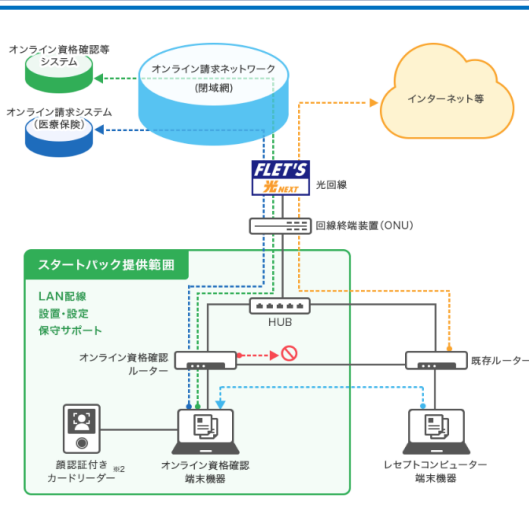 オンライン資格確認等
システム
オンライン請求ネットワーク
(閉域網)
インターネット等
オンライン請求システム
(医療保険)
FLET'S
光 NEXT
光回線
回線終端装置(ONU)
スタートパック提供範囲
LAN配線
設置・設定
保守サポート
HUB
オンライン資格確認
ルーター
既存ルーター
顔認証付き
カードリーダー ※2
オンライン資格確認
端末機器
レセプトコンピューター
端末機器